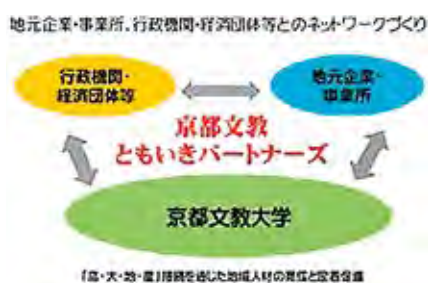 地元企業・事業所、行政機関・経済団体等とのネットワークづくり
行政機関・
経済団体等
地元企業・
事業所
京都文教
ともいきパートナーズ
京都文教大学
「高・大・地・産」接続を通じた地域人材の育成と定着促進